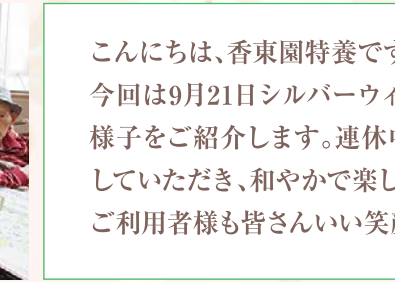 こんにちは、香東園特養です
今回は9月21日シルバーウィ
様子をご紹介します。連休中
していただき、和やかで楽し
ご利用者様も皆さんいい笑顔